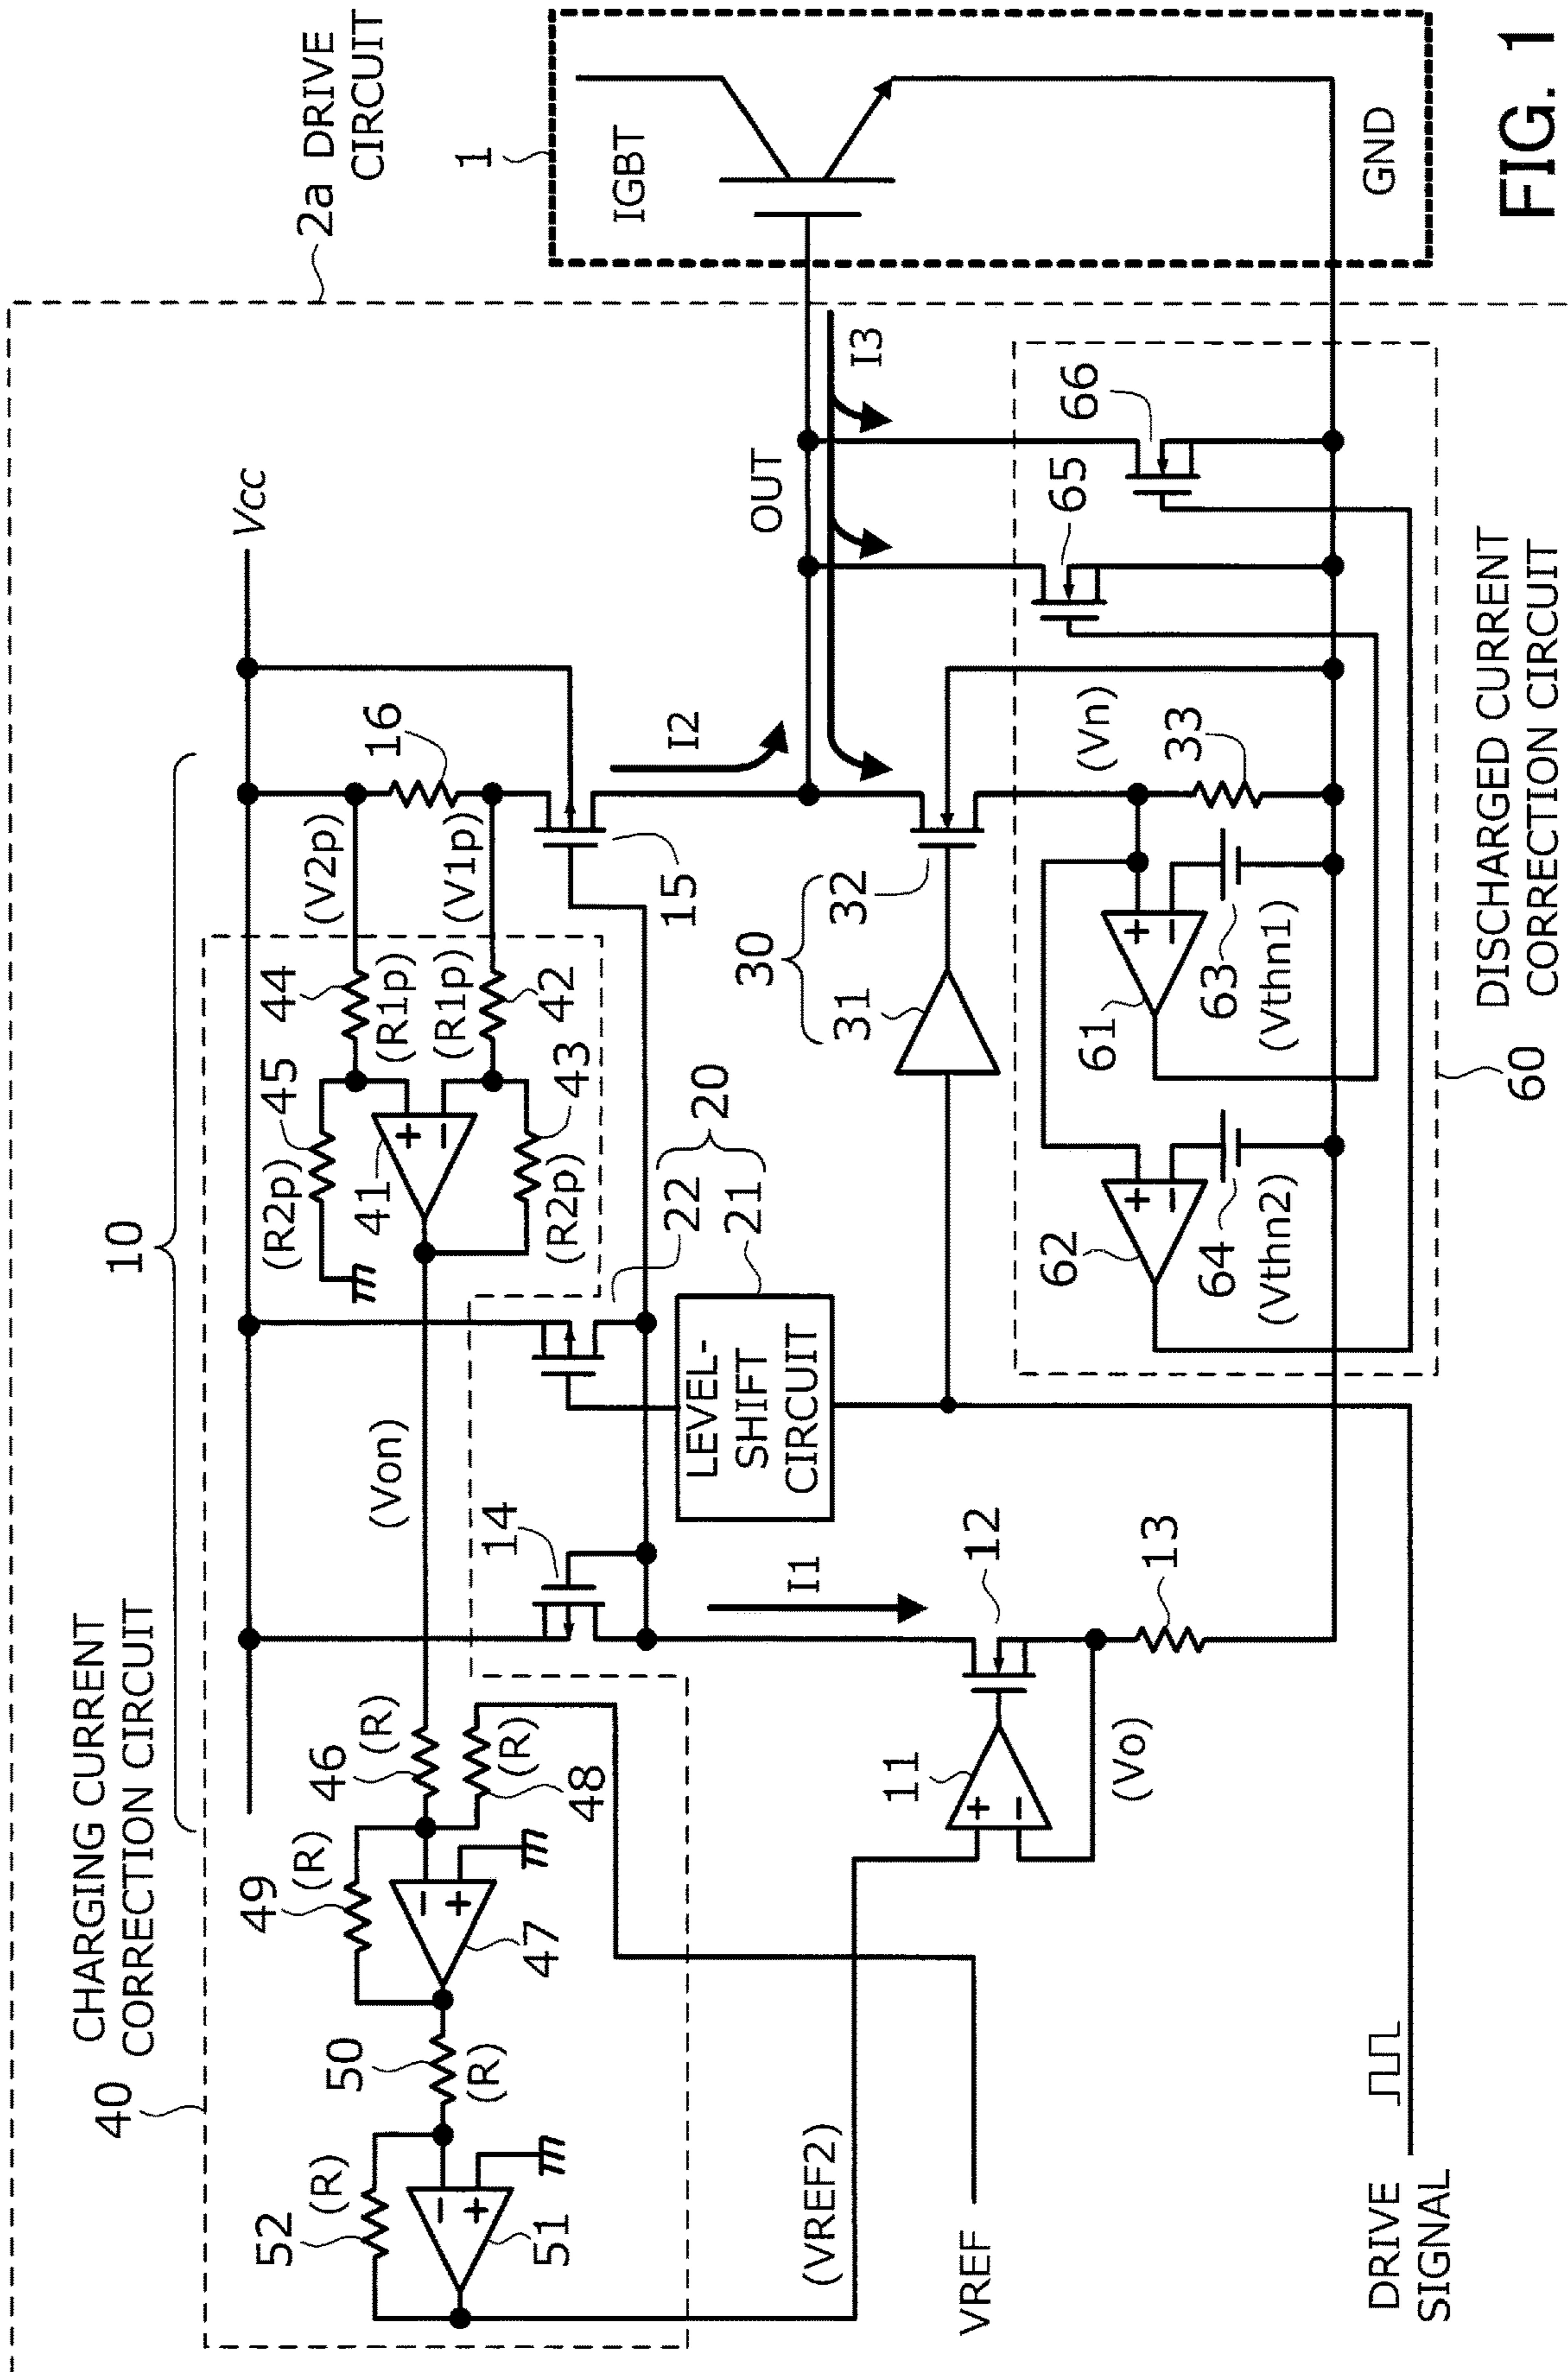 2a DRIVE
CIRCUIT
CHARGING CURRENT
CORRECTION CIRCUIT
40
10
Vcc
1
IGBT
GND
52
(R)
51
50
(R)
49
(R)
47
46
(R)
48
(R)
(Von)
45
(R2p)
41
43
(R2p)
44
(R1p)
42
(R1p)
(V2p)
(V1p)
16
15
I2
14
22
20
21
LEVEL-
SHIFT
CIRCUIT
OUT
I3
I1
30
31
32
(VREF2)
VREF
11
12
(Vo)
13
(Vn)
33
65
66
61
63
(Vthn1)
62
64
(Vthn2)
60
DISCHARGED CURRENT
CORRECTION CIRCUIT
DRIVE
SIGNAL
+
−
+
−
−
+
−
+
+
−
+
−
FIG. 1